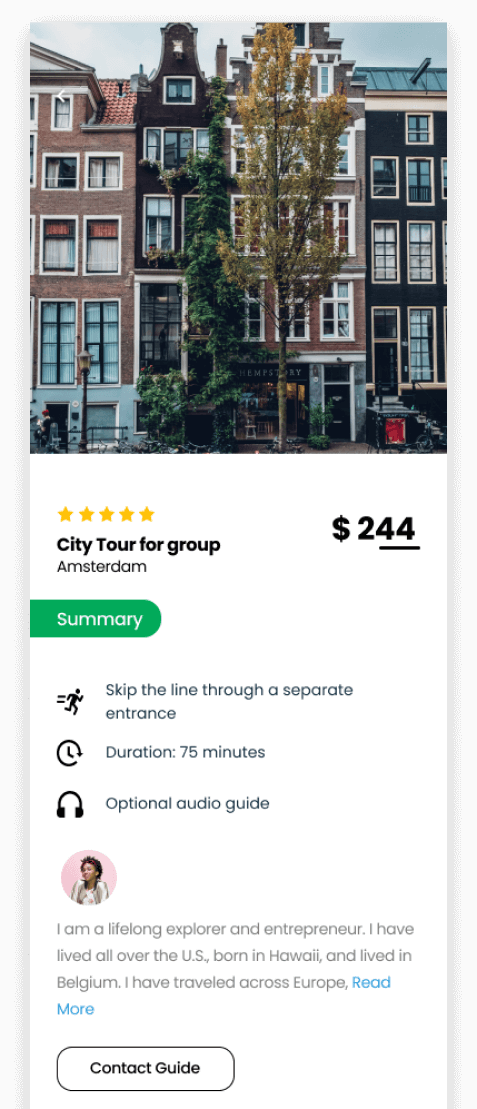 HEMPSTORY
City Tour for group
$ 244
Amsterdam
Summary
Skip the line through a separate
entrance
Duration: 75 minutes
Optional audio guide
I am a lifelong explorer and entrepreneur. I have
lived all over the U.S., born in Hawaii, and lived in
Belgium. I have traveled across Europe, Read
More
Contact Guide